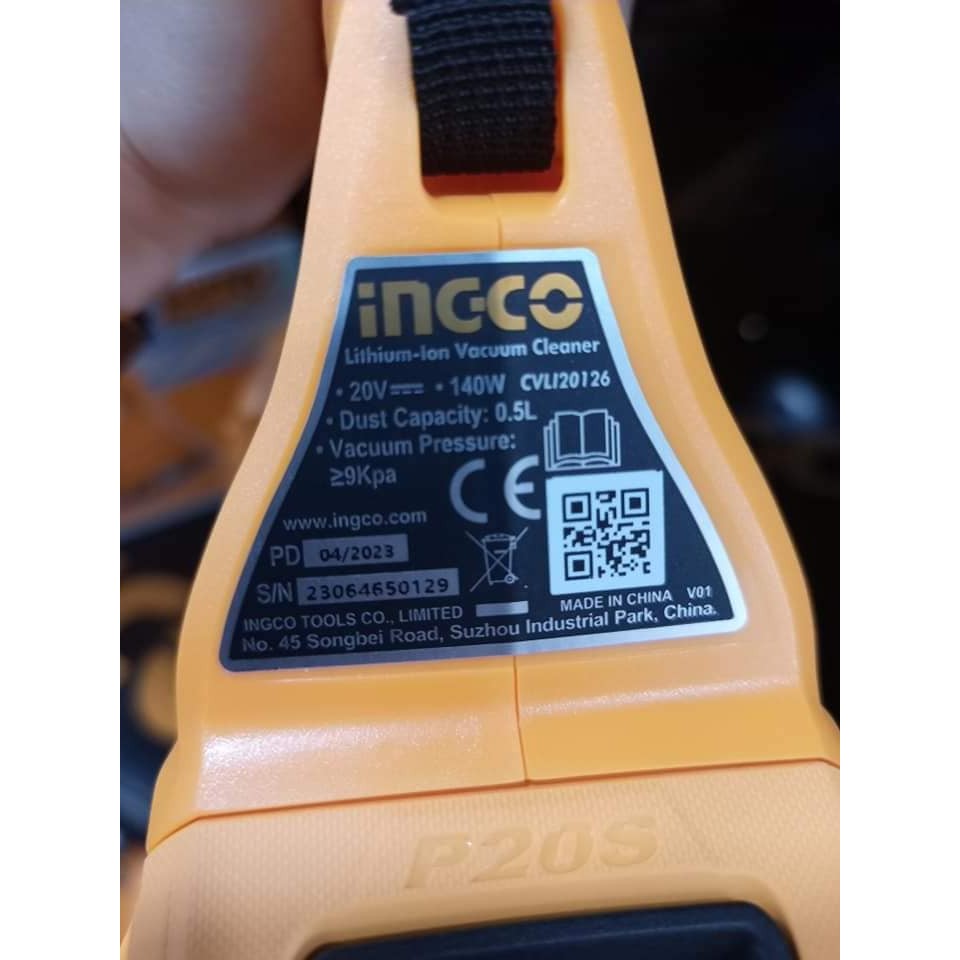 iNGCO
Lithium-Ion Vacuum Cleaner
• 20V⎓ • 140W CVLI20126
• Dust Capacity: 0.5L
• Vacuum Pressure:
≥9Kpa
CE
www.ingco.com
PD 04/2023
S/N 23064650129
MADE IN CHINA V01
INGCO TOOLS CO., LIMITED
No. 45 Songbei Road, Suzhou Industrial Park, China.
P20S